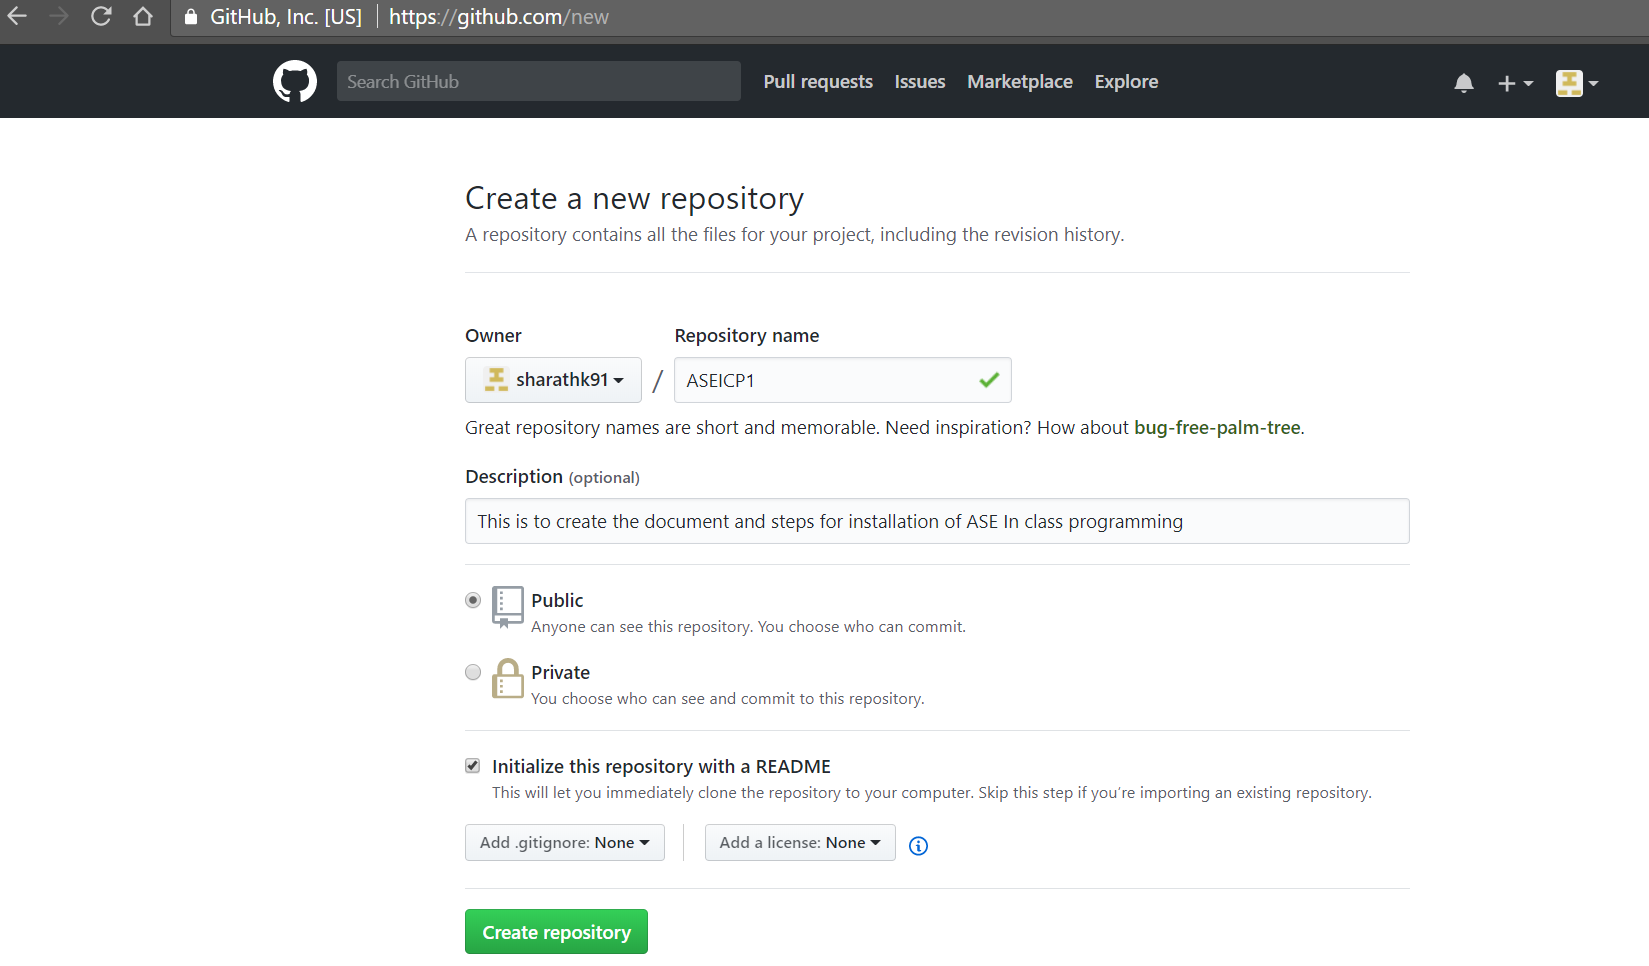 GitHub, Inc. [US] https://github.com/new
Search GitHub Pull requests Issues Marketplace Explore
Create a new repository
A repository contains all the files for your project, including the revision history.
Owner Repository name
sharathk91 / ASEICP1
Great repository names are short and memorable. Need inspiration? How about bug-free-palm-tree.
Description (optional)
This is to create the document and steps for installation of ASE In class programming
Public
Anyone can see this repository. You choose who can commit.
Private
You choose who can see and commit to this repository.
Initialize this repository with a README
This will let you immediately clone the repository to your computer. Skip this step if you’re importing an existing repository.
Add .gitignore: None Add a license: None
Create repository